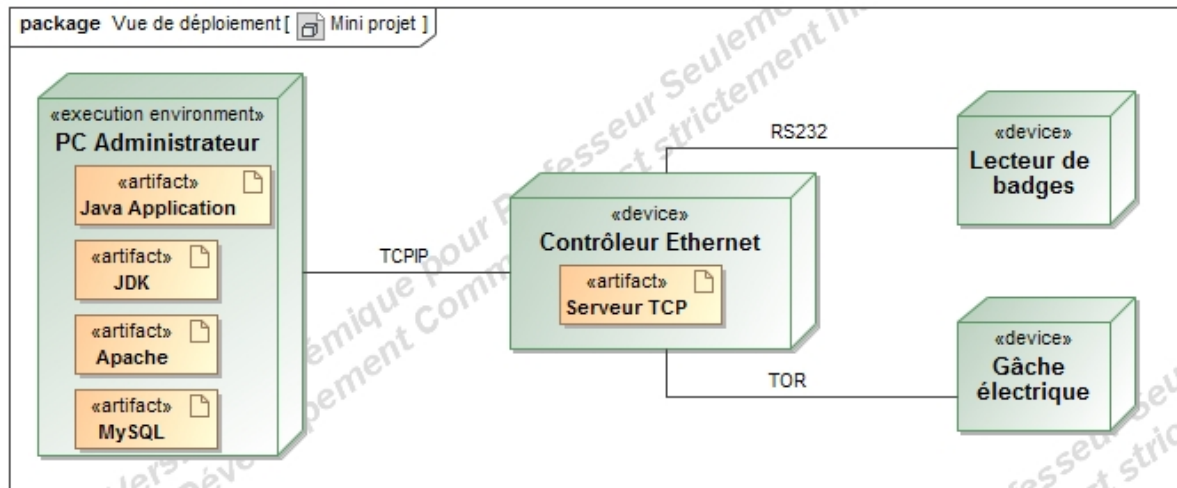 package Vue de déploiement [ Mini projet ]
«execution environment»
PC Administrateur
«artifact»
Java Application
«artifact»
JDK
«artifact»
Apache
«artifact»
MySQL
TCPIP
«device»
Contrôleur Ethernet
«artifact»
Serveur TCP
RS232
«device»
Lecteur de
badges
TOR
«device»
Gâche
électrique